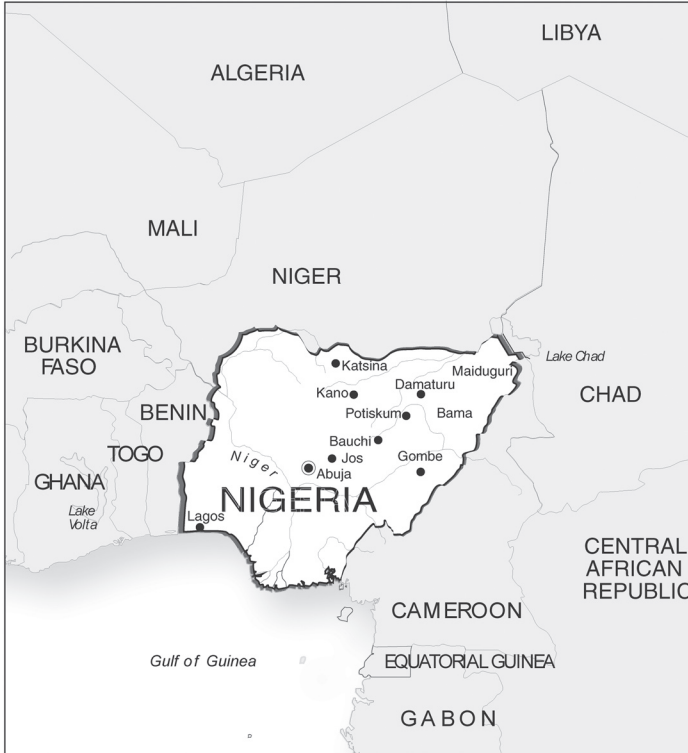 LIBYA
ALGERIA
MALI
NIGER
BURKINA
FASO
Lake Chad
Katsina
Maiduguri
Damaturu
CHAD
Kano
BENIN
Potiskum
Bama
Bauchi
TOGO
Niger
Jos
Gombe
Abuja
GHANA
NIGERIA
Lake
Volta
Lagos
CENTRAL
AFRICAN
REPUBLIC
CAMEROON
Gulf of Guinea
EQUATORIAL GUINEA
GABON